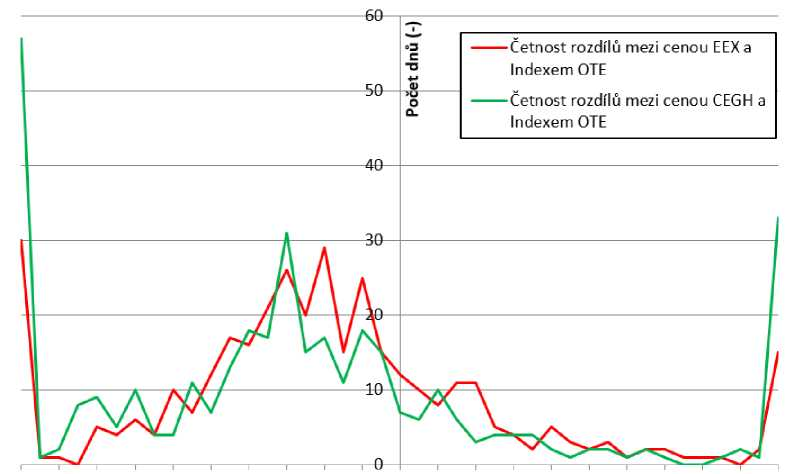 60
50
40
30
20
10
0
Počet dnů (-)
Četnost rozdílů mezi cenou EEX a
Indexem OTE
Četnost rozdílů mezi cenou CEGH a
Indexem OTE